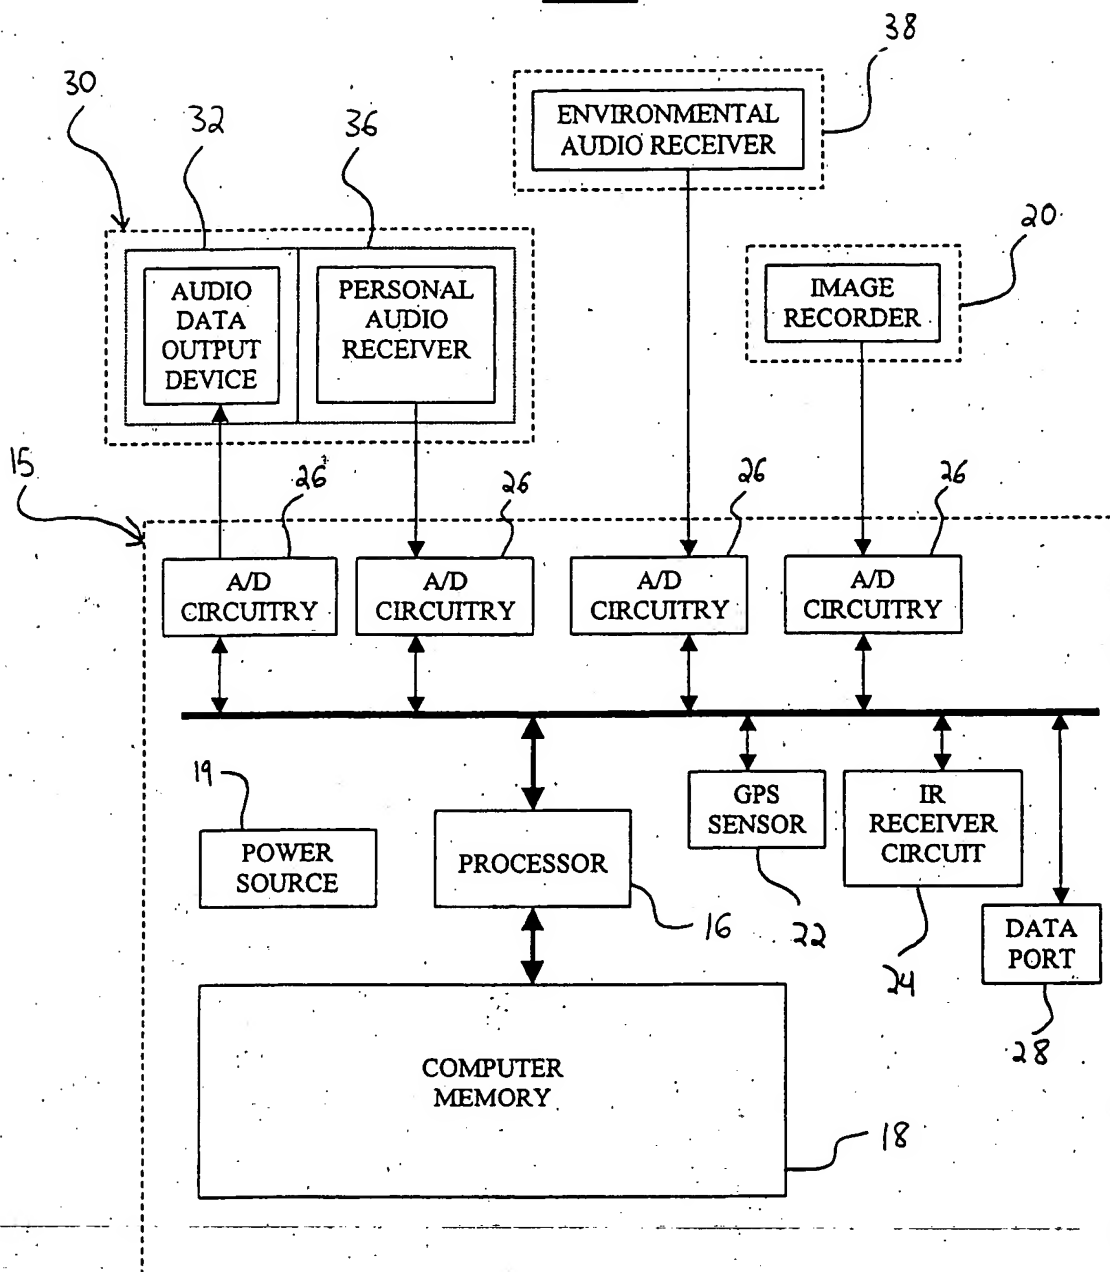 38
30
32
36
ENVIRONMENTAL
AUDIO RECEIVER
20
AUDIO
DATA
OUTPUT
DEVICE
PERSONAL
AUDIO
RECEIVER
IMAGE
RECORDER
15
26
26
26
26
A/D
CIRCUITRY
A/D
CIRCUITRY
A/D
CIRCUITRY
A/D
CIRCUITRY
19
POWER
SOURCE
PROCESSOR
16
GPS
SENSOR
22
IR
RECEIVER
CIRCUIT
24
DATA
PORT
28
COMPUTER
MEMORY
18